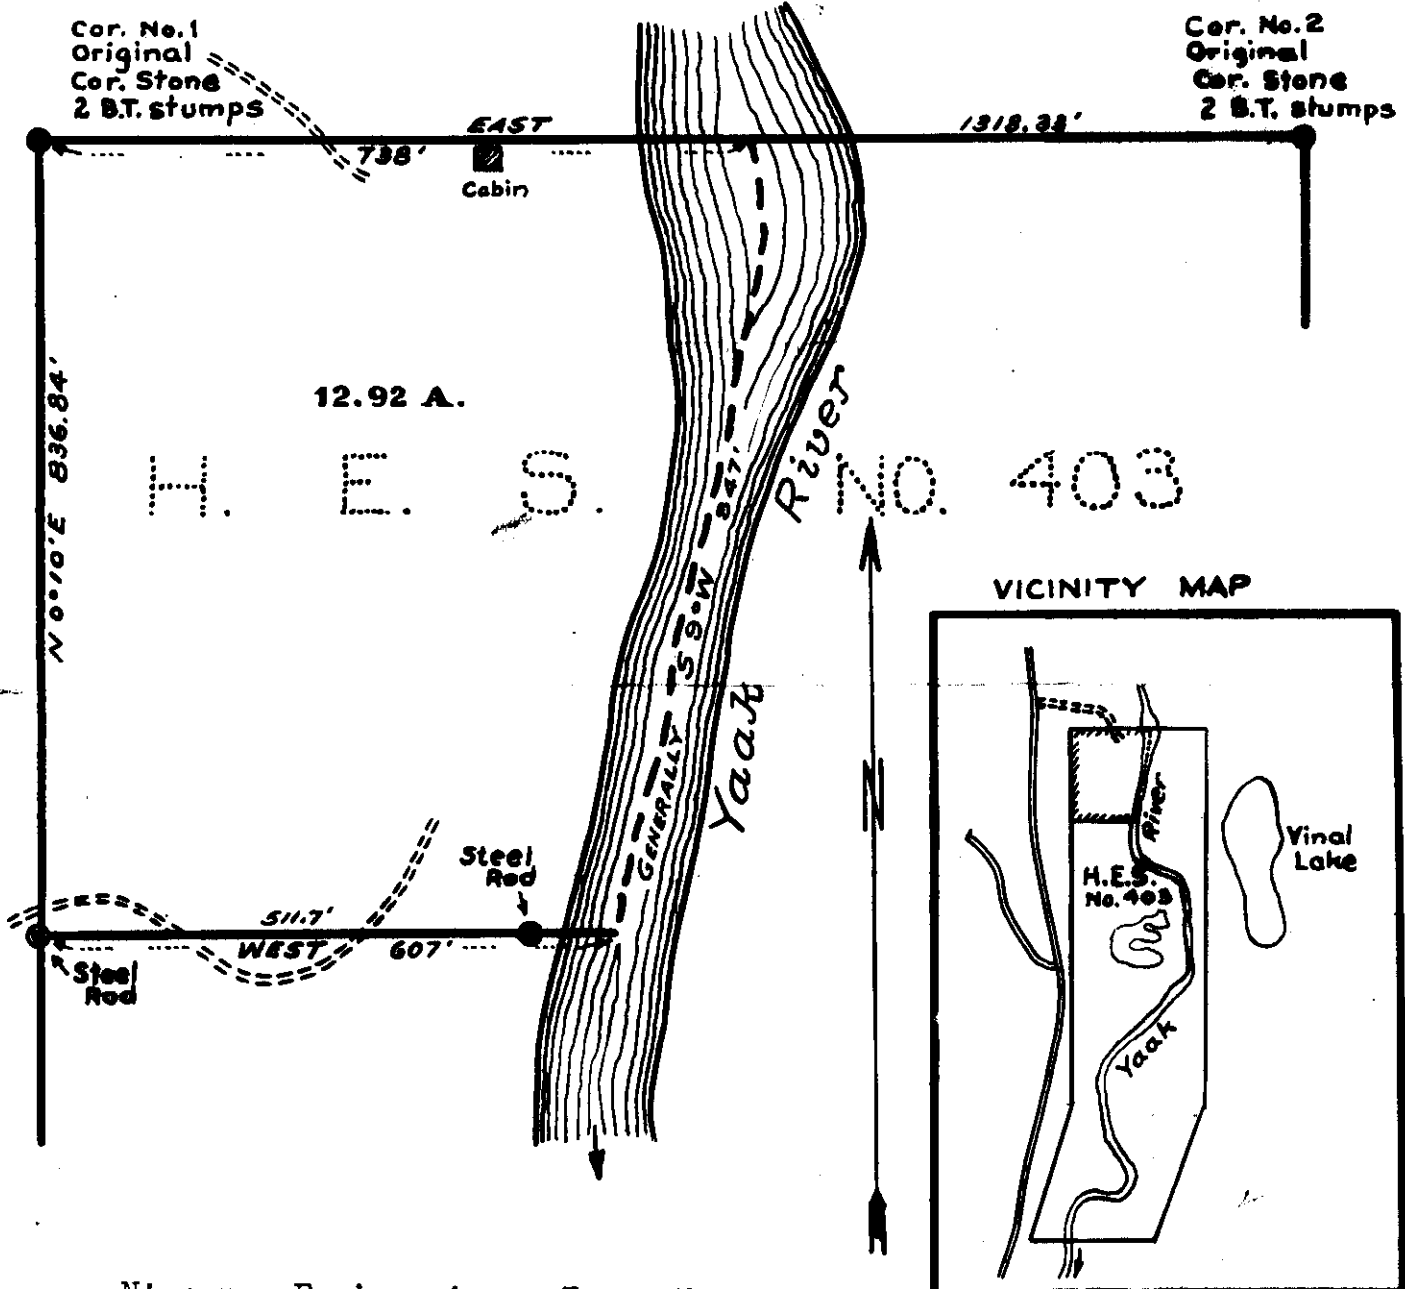 Cor. No.1
Original
Cor. Stone
2 B.T. stumps
Cor. No.2
Original
Cor. Stone
2 B.T. stumps
EAST
1318.38'
738'
Cabin
N 0°10'E 836.84'
12.92 A.
H. E. S. NO. 403
Yaak River
GENERALLY S 9°W 847'
N
Steel
Rod
511.7'
WEST 607'
Steel
Rod
VICINITY MAP
River
Vinal
Lake
H.E.S.
No. 403
Yaak